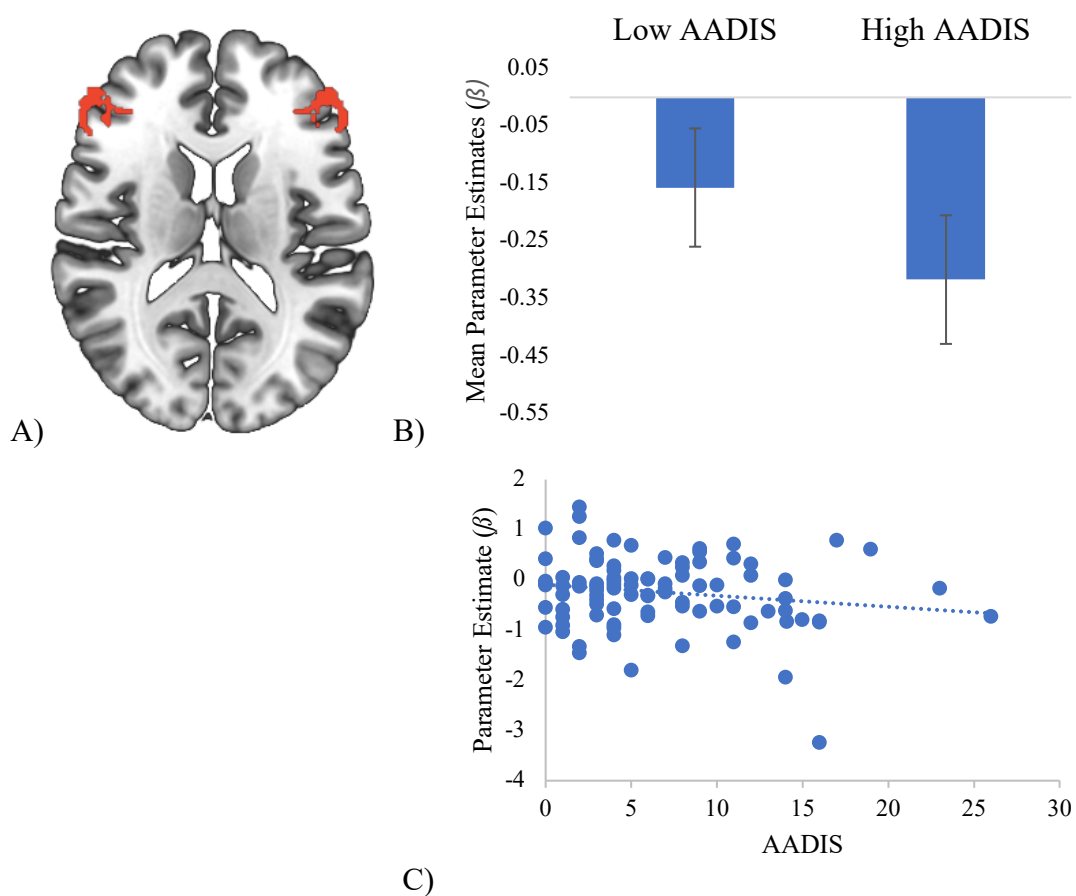 Low AADIS High AADIS
0.05
-0.05
-0.15
-0.25
-0.35
-0.45
-0.55
Mean Parameter Estimates (β)
A)
B)
2
1
0
-1
-2
-3
-4
Parameter Estimate (β)
0 5 10 15 20 25 30
AADIS
C)